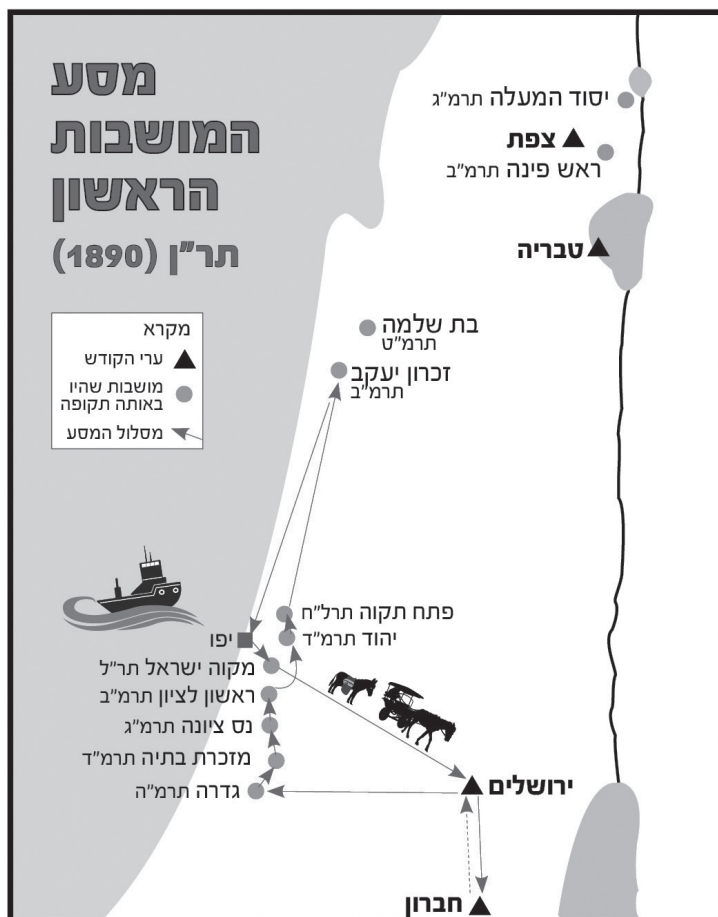 מסע
המושבות
הראשון
תר"ן (1890)
מקרא
ערי הקודש
מושבות שהיו
באותה תקופה
מסלול המסע
יסוד המעלה תרמ"ג
צפת
ראש פינה תרמ"ב
טבריה
בת שלמה
תרמ"ט
זכרון יעקב
תרמ"ב
פתח תקוה תרל"ח
יהוד תרמ"ד
יפו
מקוה ישראל תר"ל
ראשון לציון תרמ"ב
נס ציונה תרמ"ג
מזכרת בתיה תרמ"ד
גדרה תרמ"ה
ירושלים
חברון